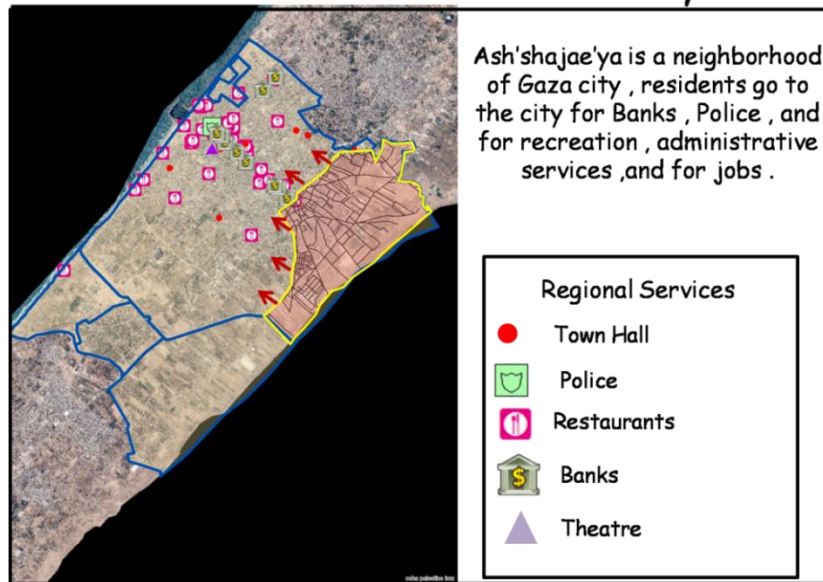 Ash'shajae'ya is a neighborhood
of Gaza city , residents go to
the city for Banks , Police , and
for recreation , administrative
services ,and for jobs .
Regional Services
Town Hall
Police
Restaurants
Banks
Theatre